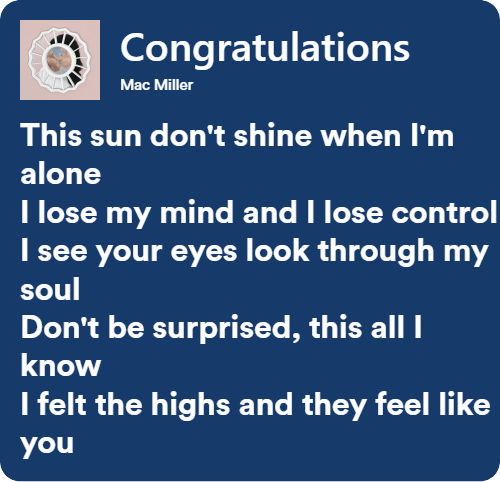 Congratulations
Mac Miller
This sun don't shine when I'm
alone
I lose my mind and I lose control
I see your eyes look through my
soul
Don't be surprised, this all I
know
I felt the highs and they feel like
you